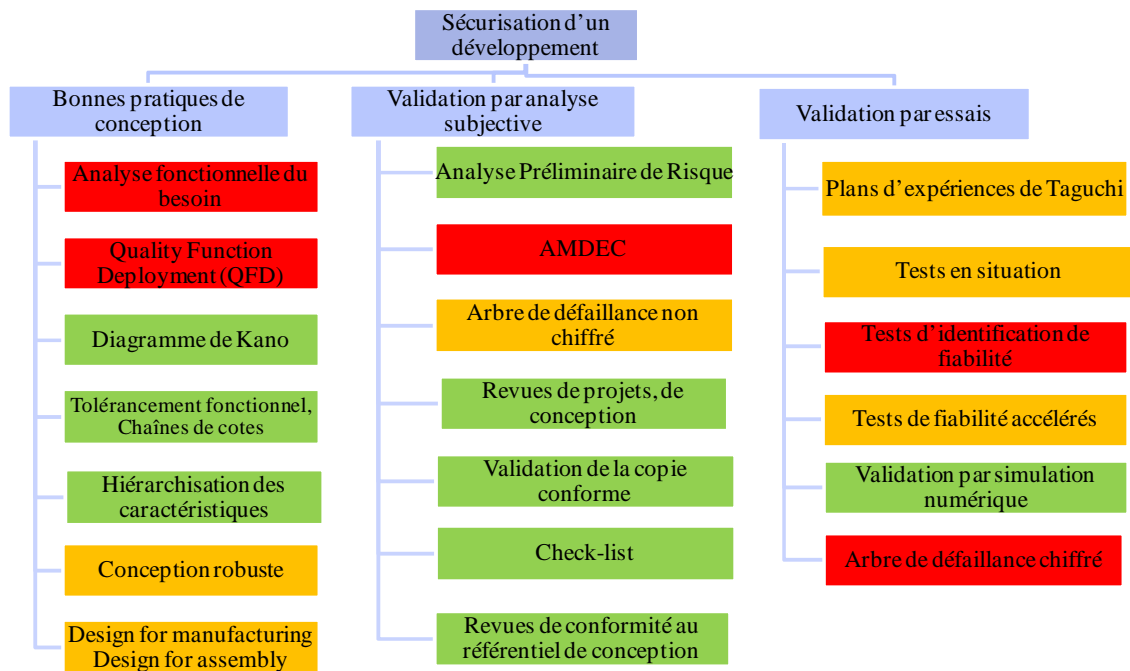 Sécurisation d'un
développement
Bonnes pratiques de
conception
Analyse fonctionnelle du
besoin
Quality Function
Deployment (QFD)
Diagramme de Kano
Tolérancement fonctionnel,
Chaînes de cotes
Hiérarchisation des
caractéristiques
Conception robuste
Design for manufacturing
Design for assembly
Validation par analyse
subjective
Analyse Préliminaire de Risque
AMDEC
Arbre de défaillance non
chiffré
Revues de projets, de
conception
Validation de la copie
conforme
Check-list
Revues de conformité au
référentiel de conception
Validation par essais
Plans d'expériences de Taguchi
Tests en situation
Tests d'identification de
fiabilité
Tests de fiabilité accélérés
Validation par simulation
numérique
Arbre de défaillance chiffré